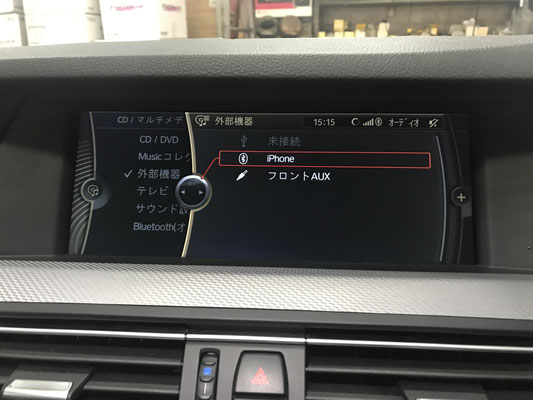 CD / マルチメデ
外部機器
15:15
オーディオ
CD / DVD
Musicコレク
外部機器
テレビ
サウンド設
Bluetooth(オ
未接続
iPhone
フロントAUX